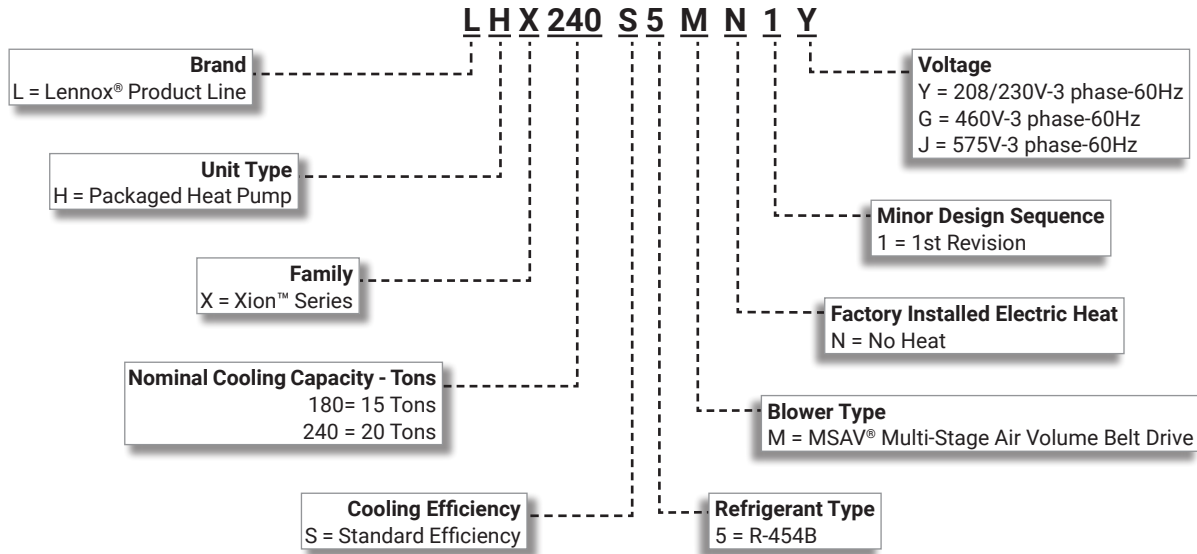 L H X 240 S 5 M N 1 Y
Brand
L = Lennox® Product Line
Unit Type
H = Packaged Heat Pump
Family
X = Xion™ Series
Nominal Cooling Capacity - Tons
180= 15 Tons
240 = 20 Tons
Cooling Efficiency
S = Standard Efficiency
Voltage
Y = 208/230V-3 phase-60Hz
G = 460V-3 phase-60Hz
J = 575V-3 phase-60Hz
Minor Design Sequence
1 = 1st Revision
Factory Installed Electric Heat
N = No Heat
Blower Type
M = MSAV® Multi-Stage Air Volume Belt Drive
Refrigerant Type
5 = R-454B